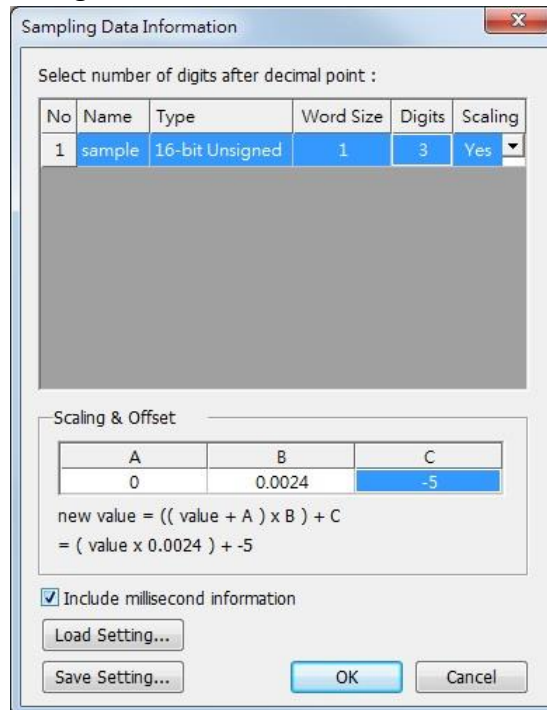 Sampling Data Information
Select number of digits after decimal point :
No Name Type Word Size Digits Scaling
1 sample 16-bit Unsigned 1 3 Yes
Scaling & Offset
A B C
0 0.0024 -5
new value = (( value + A ) x B ) + C
= ( value x 0.0024 ) + -5
Include millisecond information
Load Setting...
Save Setting... OK Cancel